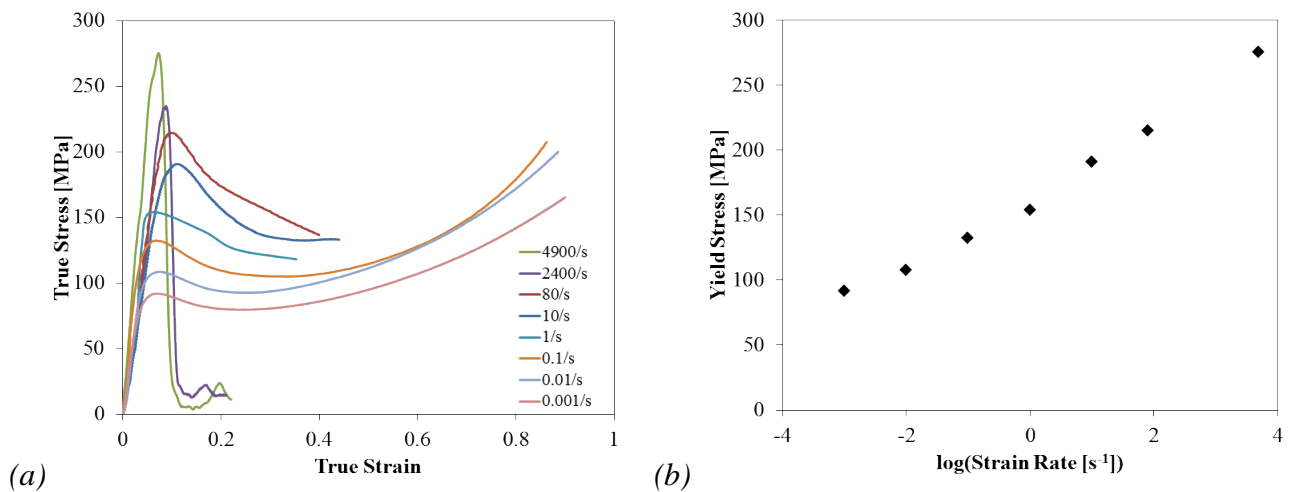 300
250
200
150
100
50
0
True Stress [MPa]
4900/s
2400/s
80/s
10/s
1/s
0.1/s
0.01/s
0.001/s
0 0.2 0.4 0.6 0.8 1
True Strain
(a)
300
250
200
150
100
50
0
Yield Stress [MPa]
-4 -2 0 2 4
log(Strain Rate [s⁻¹])
(b)